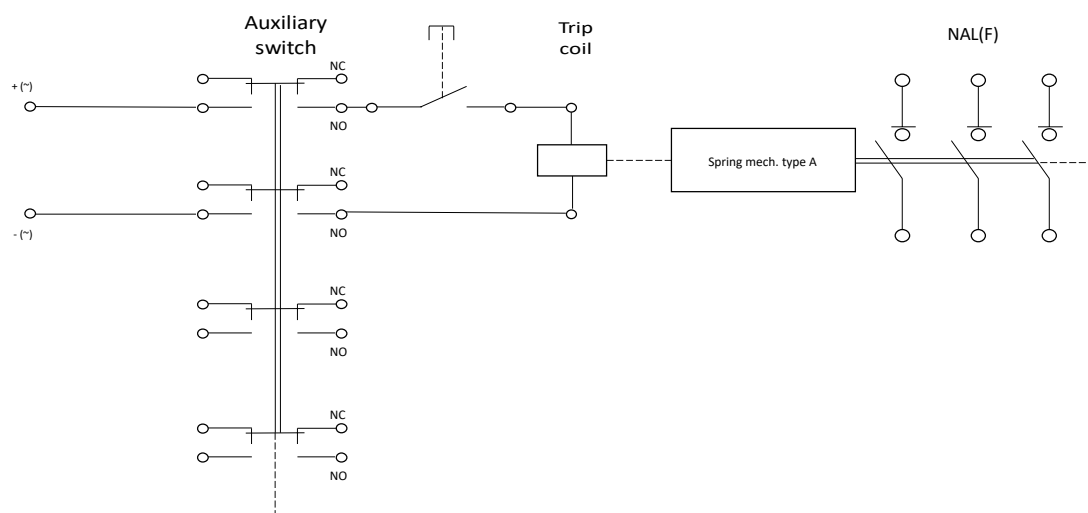 Auxiliary
switch
Trip
coil
NAL(F)
NC
+ (~)
NO
NC
Spring mech. type A
NO
- (~)
NC
NO
NC
NO